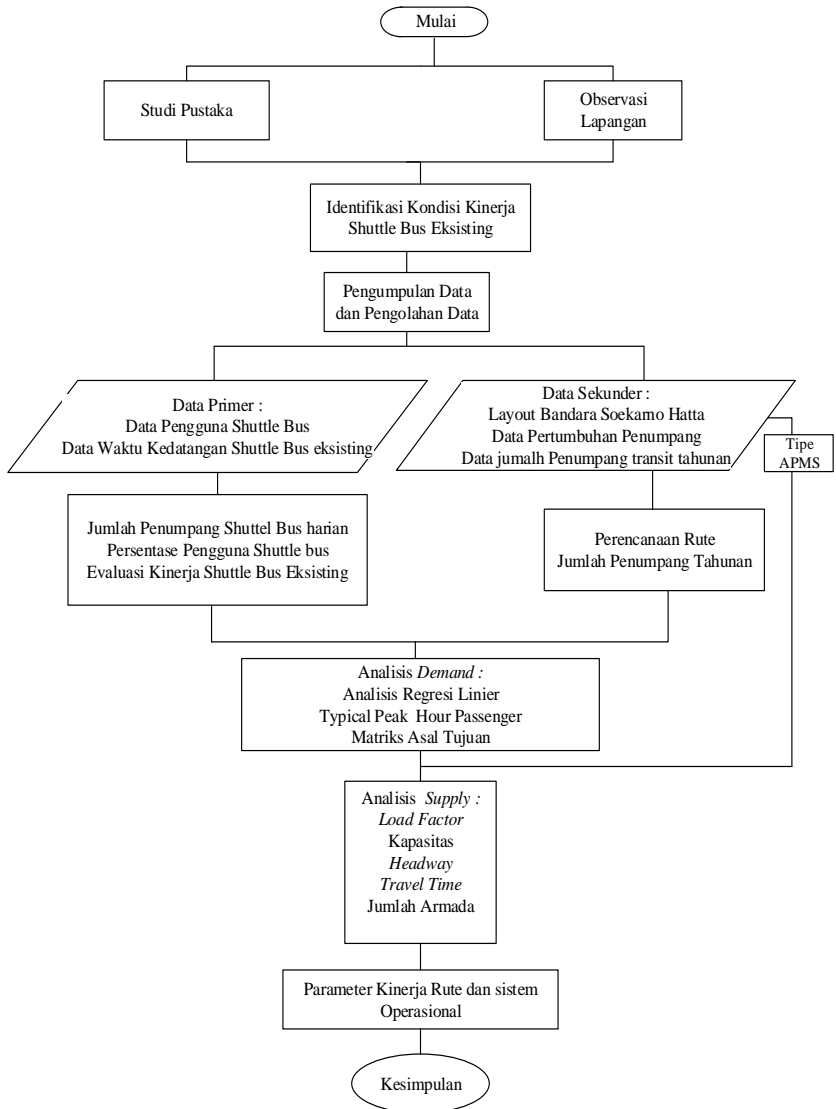 Mulai
Studi Pustaka
Observasi
Lapangan
Identifikasi Kondisi Kinerja
Shuttle Bus Eksisting
Pengumpulan Data
dan Pengolahan Data
Data Primer :
Data Pengguna Shuttle Bus
Data Waktu Kedatangan Shuttle Bus eksisting
Data Sekunder :
Layout Bandara Soekarno Hatta
Data Pertumbuhan Penumpang
Data jumalh Penumpang transit tahunan
Tipe
APMS
Jumlah Penumpang Shuttel Bus harian
Persentase Pengguna Shuttle bus
Evaluasi Kinerja Shuttle Bus Eksisting
Perencanaan Rute
Jumlah Penumpang Tahunan
Analisis Demand :
Analisis Regresi Linier
Typical Peak Hour Passenger
Matriks Asal Tujuan
Analisis Supply :
Load Factor
Kapasitas
Headway
Travel Time
Jumlah Armada
Parameter Kinerja Rute dan sistem
Operasional
Kesimpulan